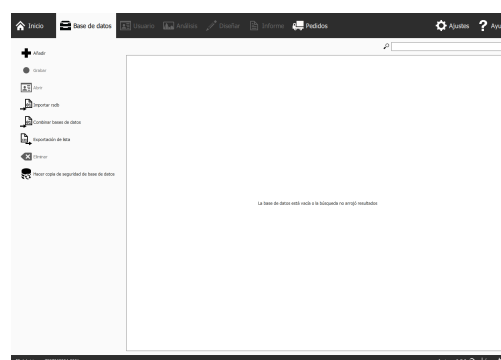 Inicio Base de datos Usuario Análisis Diseñar Informe Pedidos Ajustes ? Ayu
Añadir
Grabar
Abrir
Importar rsdb
Combinar bases de datos
Exportación de lista
Eliminar
Hacer copia de seguridad de base de datos
La base de datos está vacía o la búsqueda no arrojó resultados